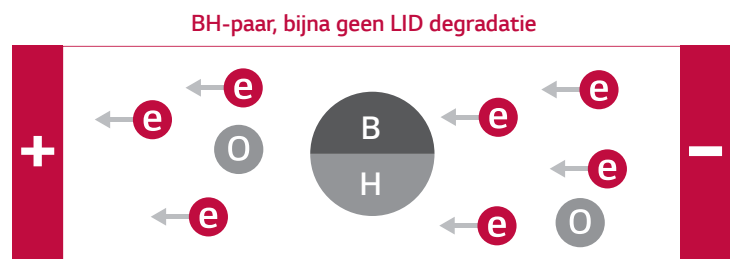 BH-paar, bijna geen LID degradatie
e e e
+ e B e −
O e
H
e e O